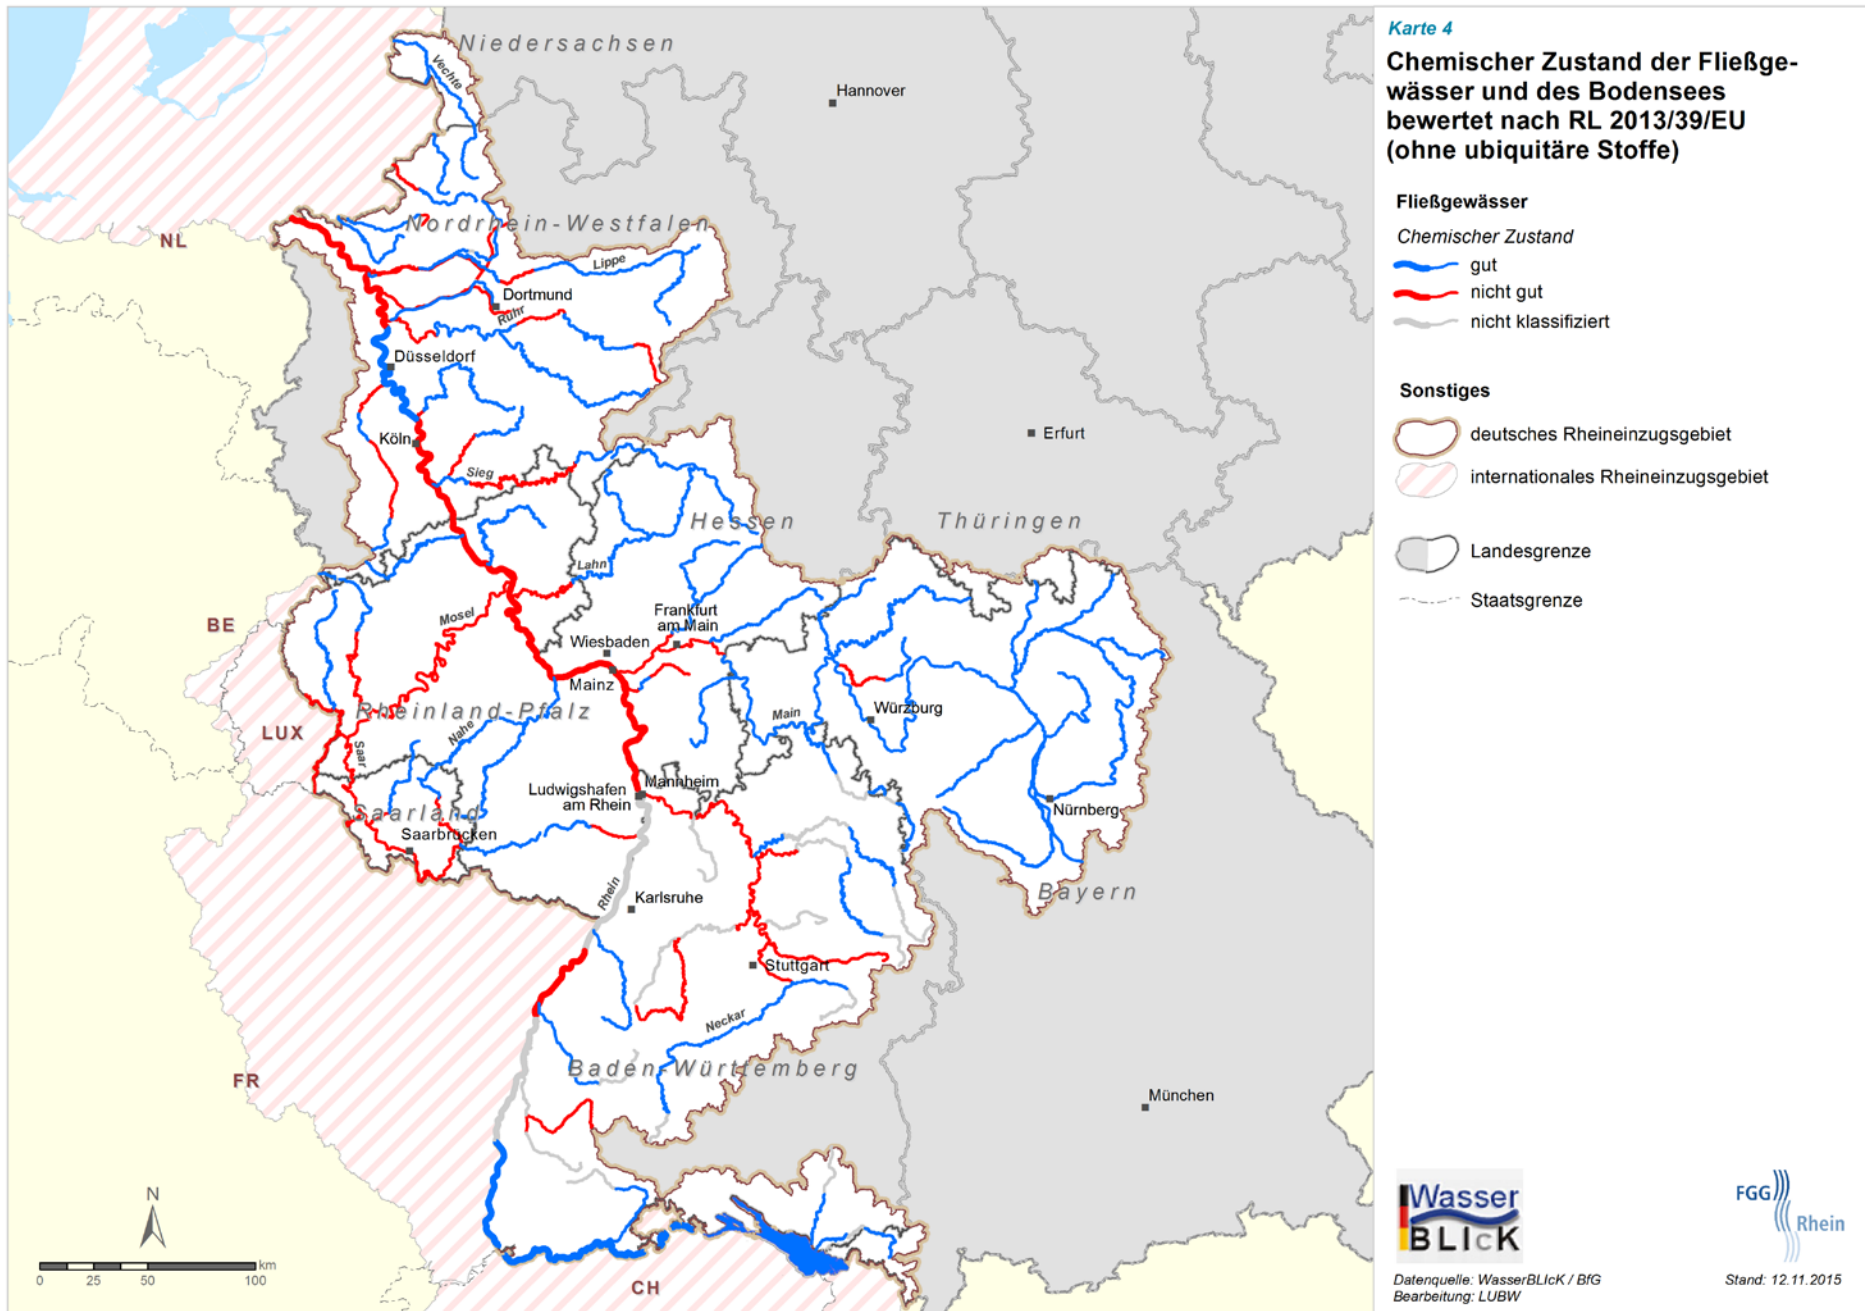 Karte 4
Chemischer Zustand der Fließge-
wässer und des Bodensees
bewertet nach RL 2013/39/EU
(ohne ubiquitäre Stoffe)
Fließgewässer
Chemischer Zustand
gut
nicht gut
nicht klassifiziert
Sonstiges
deutsches Rheineinzugsgebiet
internationales Rheineinzugsgebiet
Landesgrenze
Staatsgrenze
Niedersachsen
Vechte
Hannover
Nordrhein-Westfalen
NL
Lippe
Dortmund
Ruhr
Düsseldorf
Köln
Erfurt
Sieg
Hessen
Thüringen
Lahn
Mosel
Frankfurt
am Main
BE
Wiesbaden
Mainz
Rheinland-Pfalz
Würzburg
Main
LUX
Nahe
Saar
Mannheim
Ludwigshafen
am Rhein
Nürnberg
Saarland
Saarbrücken
Rhein
Karlsruhe
Bayern
Stuttgart
Neckar
Baden-Württemberg
FR
München
N
km
0 25 50 100
CH
Wasser
BLIcK
FGG
Rhein
Datenquelle: WasserBLIcK / BfG
Bearbeitung: LUBW
Stand: 12.11.2015